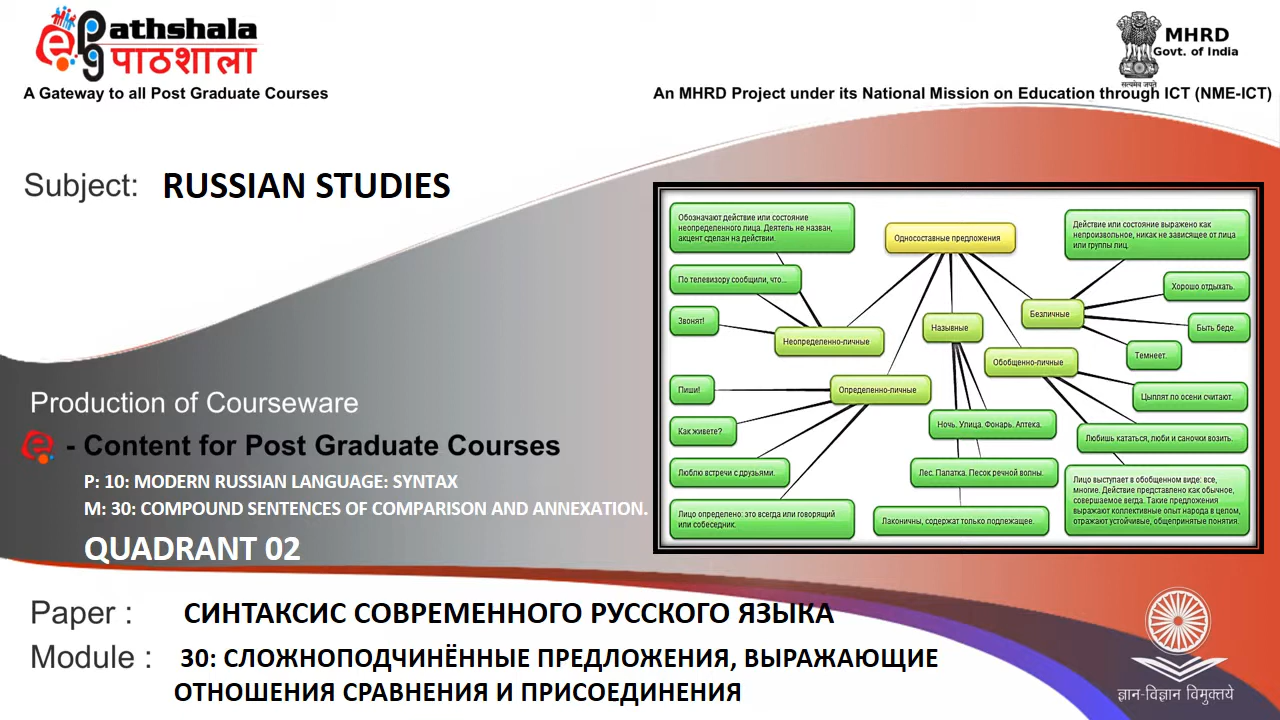 Pathshala
पाठशाला
A Gateway to all Post Graduate Courses
MHRD
Govt. of India
सत्यमेव जयते
An MHRD Project under its National Mission on Education through ICT (NME-ICT)
Subject: RUSSIAN STUDIES
Обозначают действие или состояние
неопределенного лица. Деятель не назван,
акцент сделан на действии.
Односоставные предложения
Действие или состояние выражено как
непроизвольное, никак не зависящее от лица
или группы лиц.
По телевизору сообщили, что...
Хорошо отдыхать.
Звонят!
Неопределенно-личные
Назывные
Безличные
Быть беде.
Темнеет.
Обобщенно-личные
Пиши!
Определенно-личные
Цыплят по осени считают.
Как живете?
Ночь. Улица. Фонарь. Аптека.
Любишь кататься, люби и саночки возить.
Люблю встречи с друзьями.
Лес. Палатка. Песок речной волны.
Лицо выступает в обобщенном виде: все,
многие. Действие представлено как обычное,
совершаемое вегда. Такие предложения
выражают коллективные опыт народа в целом,
отражают устойчивые, общепринятые понятия.
Лицо определено: это всегда или говорящий
или собеседник.
Лаконичны, содержат только подлежащее.
Production of Courseware
e - Content for Post Graduate Courses
P: 10: MODERN RUSSIAN LANGUAGE: SYNTAX
M: 30: COMPOUND SENTENCES OF COMPARISON AND ANNEXATION.
QUADRANT 02
Paper : СИНТАКСИС СОВРЕМЕННОГО РУССКОГО ЯЗЫКА
Module : 30: СЛОЖНОПОДЧИНЁННЫЕ ПРЕДЛОЖЕНИЯ, ВЫРАЖАЮЩИЕ
ОТНОШЕНИЯ СРАВНЕНИЯ И ПРИСОЕДИНЕНИЯ
ज्ञान-विज्ञान विमुक्तये